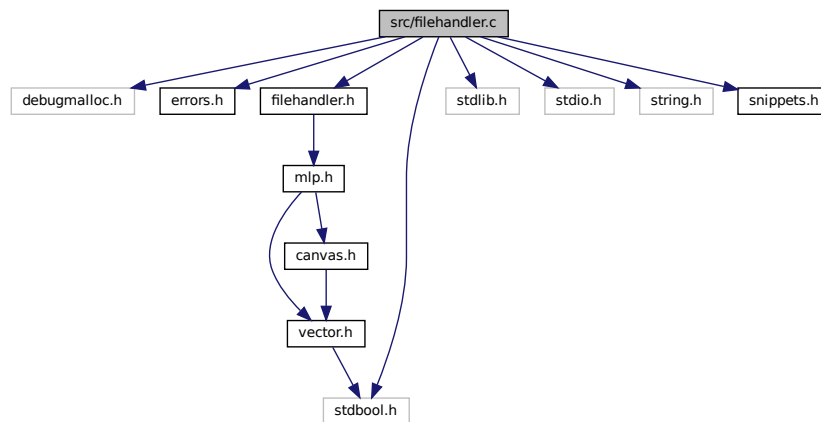 src/filehandler.c
debugmalloc.h
errors.h
filehandler.h
stdlib.h
stdio.h
string.h
snippets.h
mlp.h
canvas.h
vector.h
stdbool.h